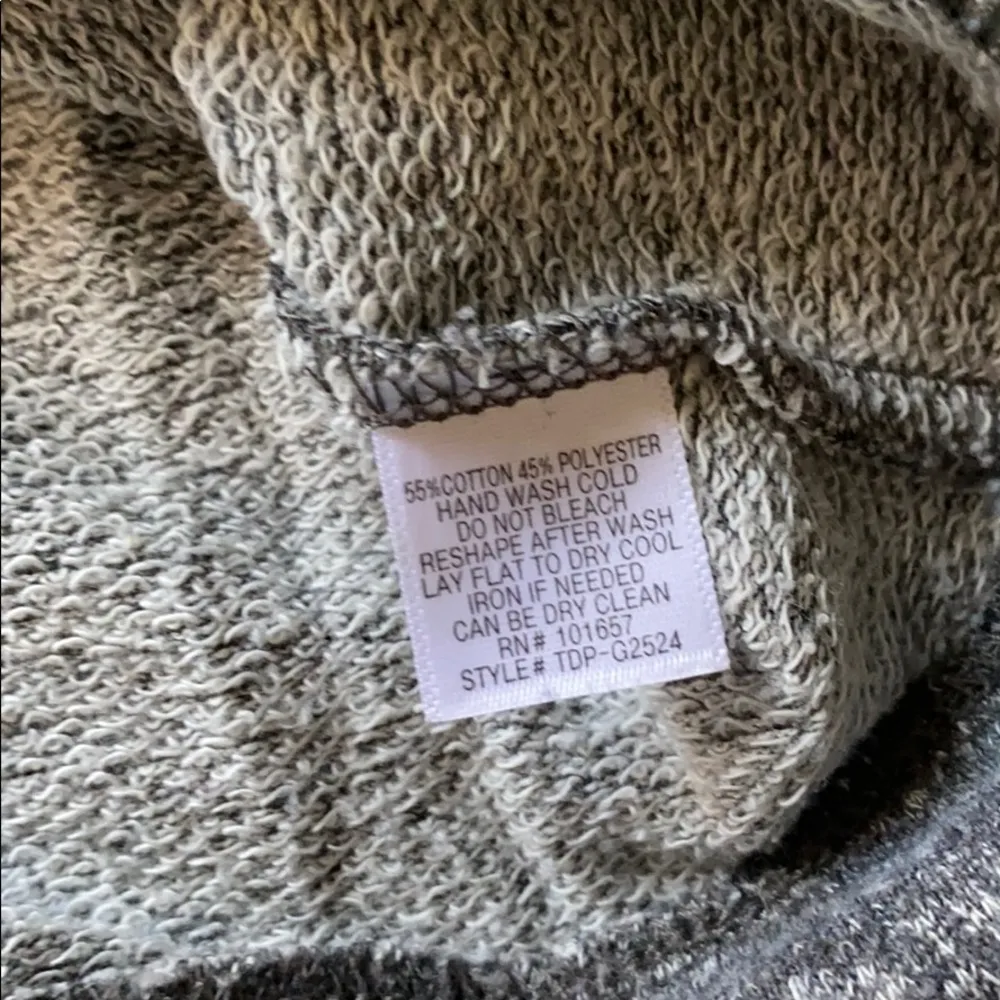 55%COTTON 45% POLYESTER
HAND WASH COLD
DO NOT BLEACH
RESHAPE AFTER WASH
LAY FLAT TO DRY COOL
IRON IF NEEDED
CAN BE DRY CLEAN
RN# 101657
STYLE# TDP-G2524